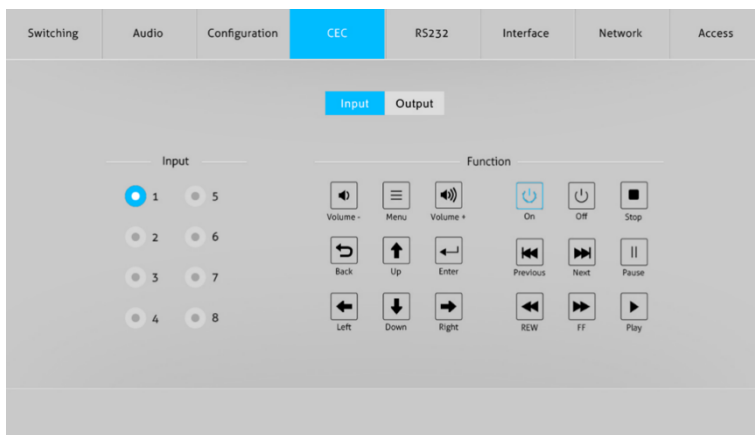 Switching Audio Configuration CEC RS232 Interface Network Access
Input Output
Input
1 5
2 6
3 7
4 8
Function
Volume - Menu Volume + On Off Stop
Back Up Enter Previous Next Pause
Left Down Right REW FF Play